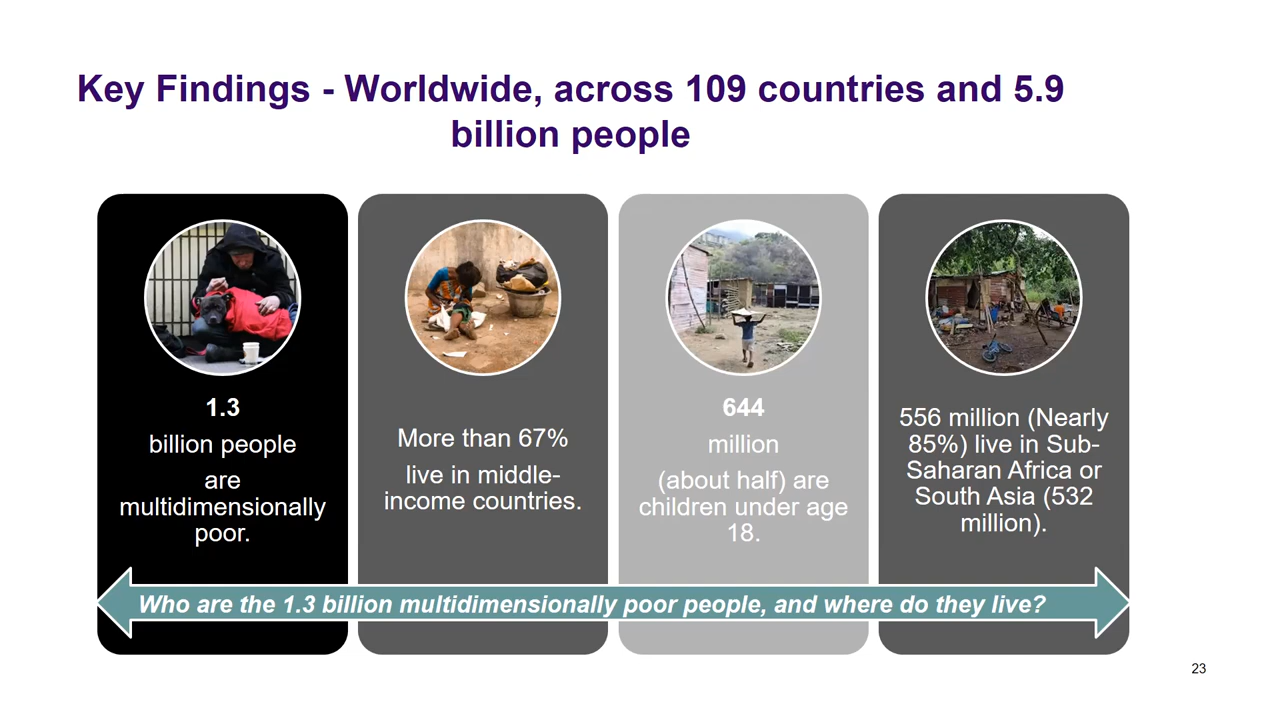 Key Findings - Worldwide, across 109 countries and 5.9
billion people
1.3
billion people
are
multidimensionally
poor.
More than 67%
live in middle-
income countries.
644
million
(about half) are
children under age
18.
556 million (Nearly
85%) live in Sub-
Saharan Africa or
South Asia (532
million).
Who are the 1.3 billion multidimensionally poor people, and where do they live?
23